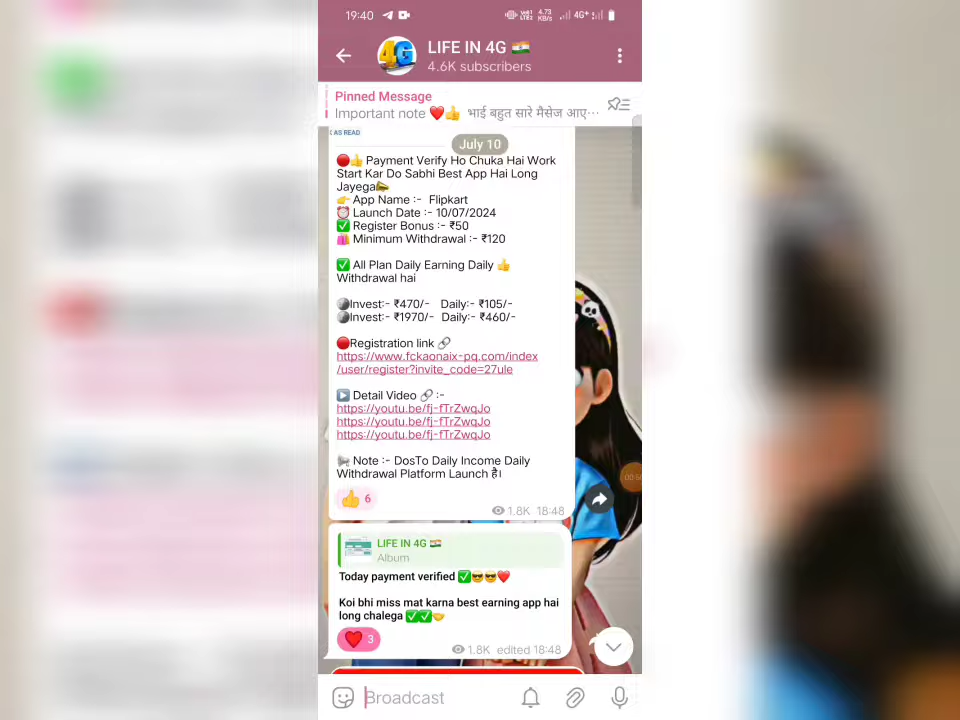 19:40
4.73 KB/s
4G+
LIFE IN 4G
4.6K subscribers
Pinned Message
Important note ❤️👍 भाई बहुत सारे मैसेज आए...
AS READ
July 10
🔴👍 Payment Verify Ho Chuka Hai Work
Start Kar Do Sabhi Best App Hai Long
Jayega
👉 App Name :-  Flipkart
⏰ Launch Date :- 10/07/2024
✅ Register Bonus :- ₹50
🛍️ Minimum Withdrawal :- ₹120
✅ All Plan Daily Earning Daily 👍
Withdrawal hai
Invest:- ₹470/-   Daily:- ₹105/-
Invest:- ₹1970/-  Daily:- ₹460/-
🔴Registration link 🔗
https://www.fckaonaix-pq.com/index
/user/register?invite_code=27ule
▶️ Detail Video 🔗 :-
https://youtu.be/fj-fTrZwqJo
https://youtu.be/fj-fTrZwqJo
https://youtu.be/fj-fTrZwqJo
Note :- DosTo Daily Income Daily
Withdrawal Platform Launch है।
👍 6
1.8K 18:48
LIFE IN 4G 🇮🇳
Album
Today payment verified ✅😎😎❤️
Koi bhi miss mat karna best earning app hai
long chalega ✅✅🤝
❤️ 3
1.8K edited 18:48
Broadcast